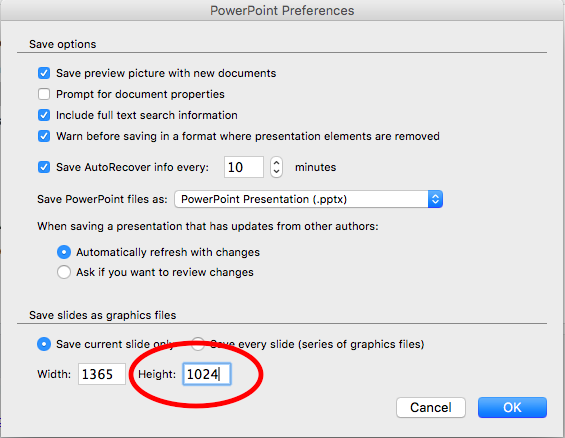 PowerPoint Preferences
Save options
Save preview picture with new documents
Prompt for document properties
Include full text search information
Warn before saving in a format where presentation elements are removed
Save AutoRecover info every: 10 minutes
Save PowerPoint files as: PowerPoint Presentation (.pptx)
When saving a presentation that has updates from other authors:
Automatically refresh with changes
Ask if you want to review changes
Save slides as graphics files
Save current slide only Save every slide (series of graphics files)
Width: 1365 Height: 1024
Cancel OK